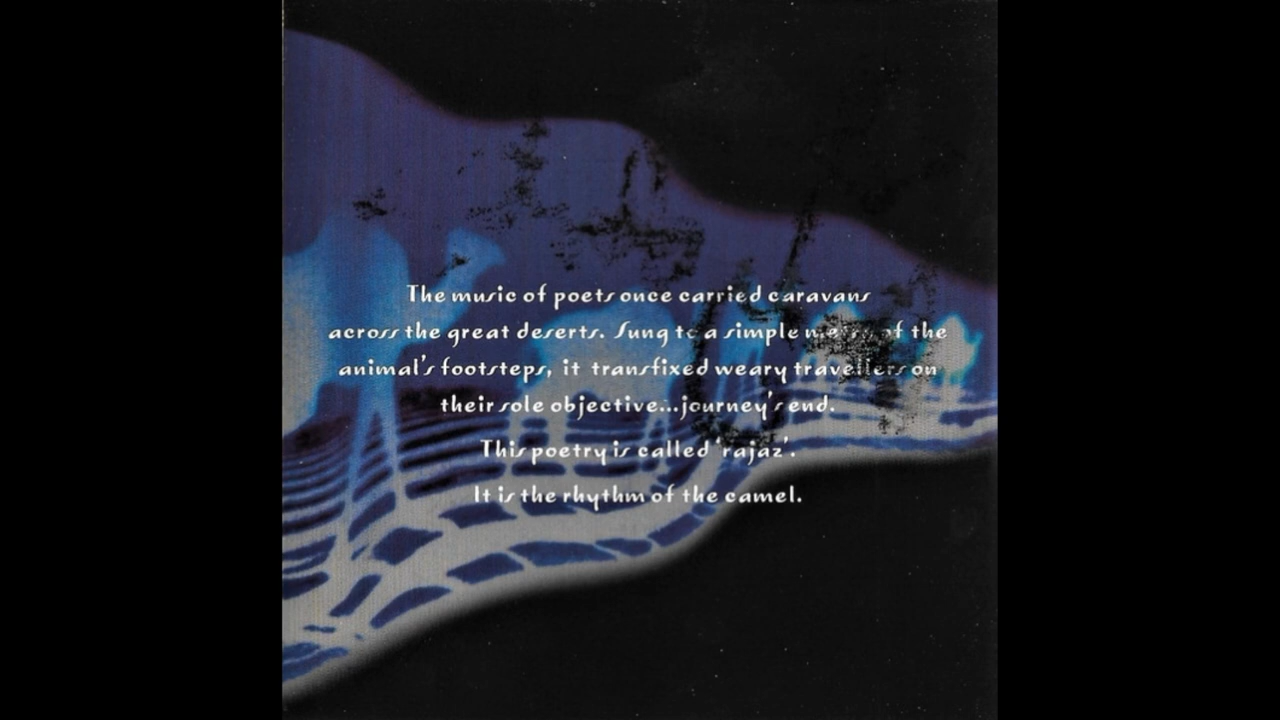 The music of poets once carried caravans
across the great deserts. Sung to a simple of the
animal's footsteps, it transfixed weary travellers on
their sole objective...journey's end.
This poetry is called 'rajaz'.
It is the rhythm of the camel.